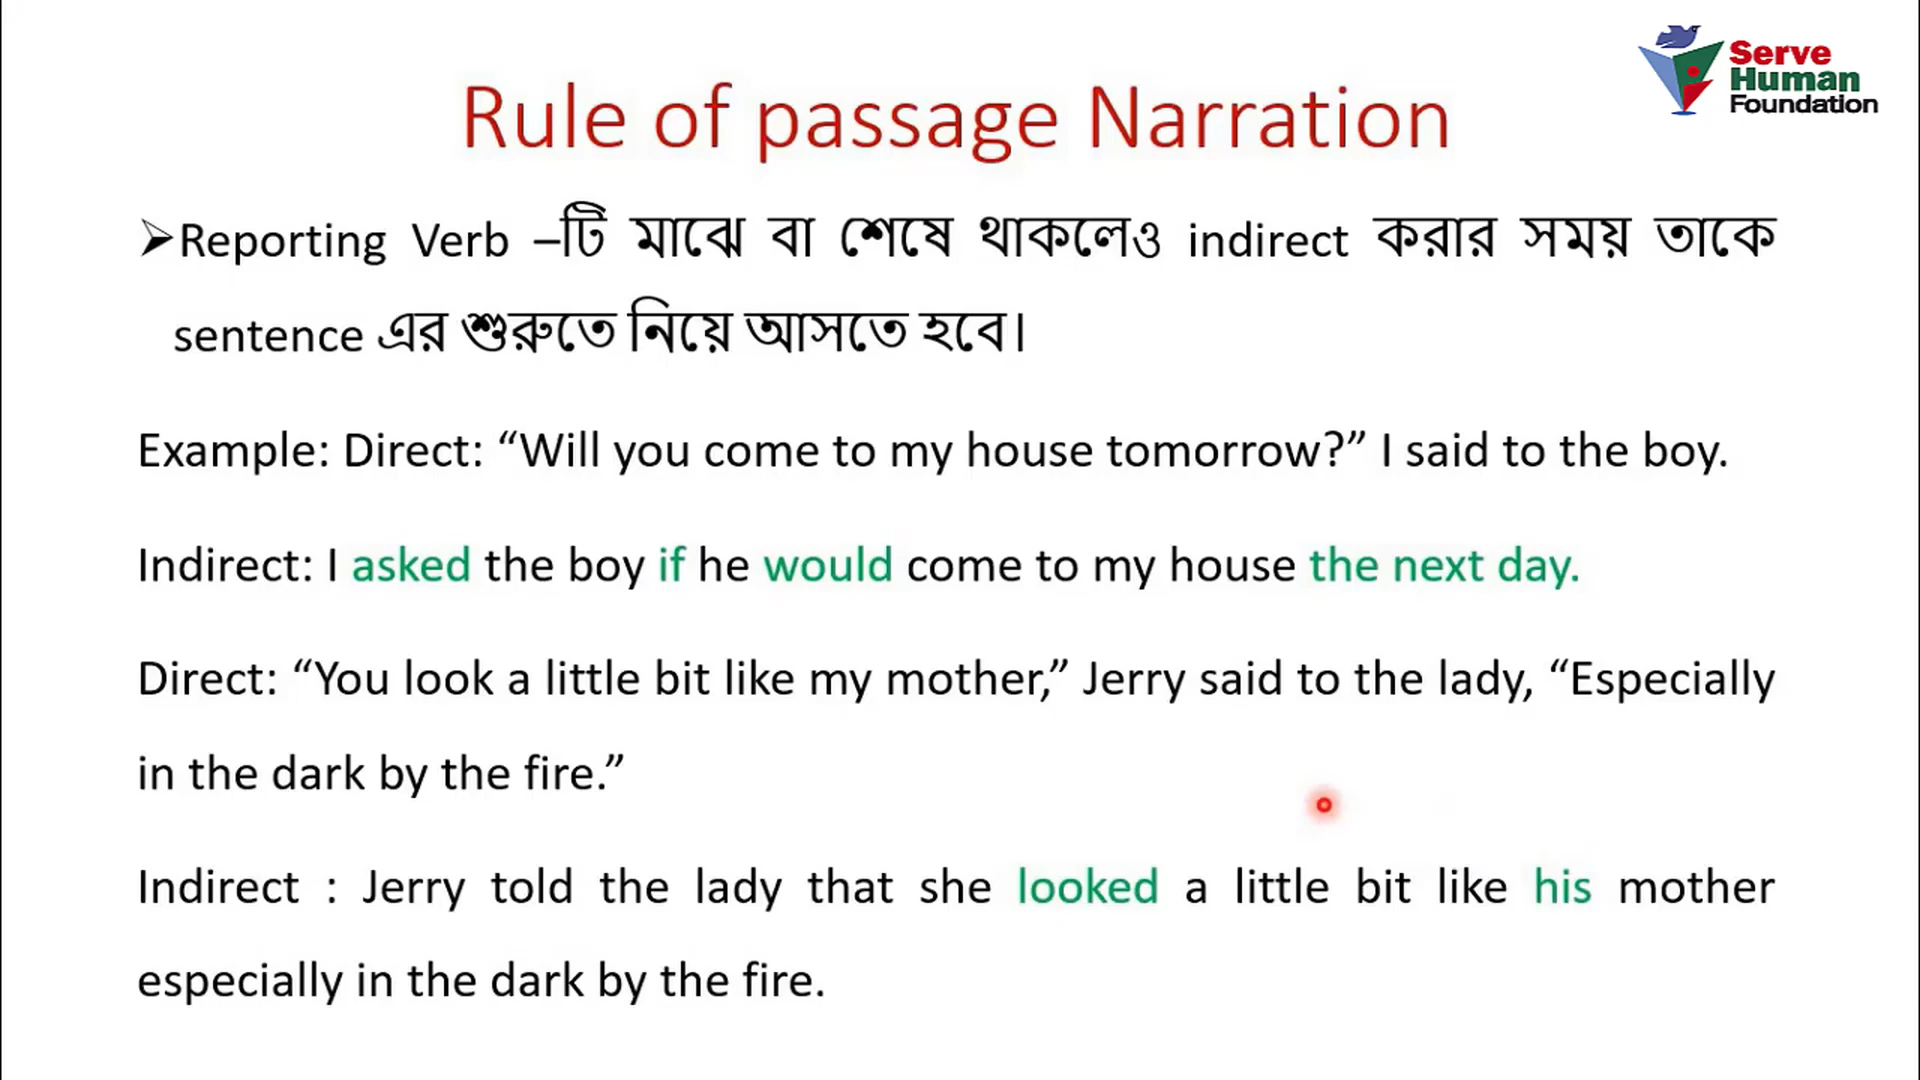 Serve
Human
Foundation
Rule of passage Narration
➢Reporting Verb –টি মাঝে বা শেষে থাকলেও indirect করার সময় তাকে
sentence এর শুরুতে নিয়ে আসতে হবে।
Example: Direct: “Will you come to my house tomorrow?” I said to the boy.
Indirect: I asked the boy if he would come to my house the next day.
Direct: “You look a little bit like my mother,” Jerry said to the lady, “Especially
in the dark by the fire.”
Indirect : Jerry told the lady that she looked a little bit like his mother
especially in the dark by the fire.